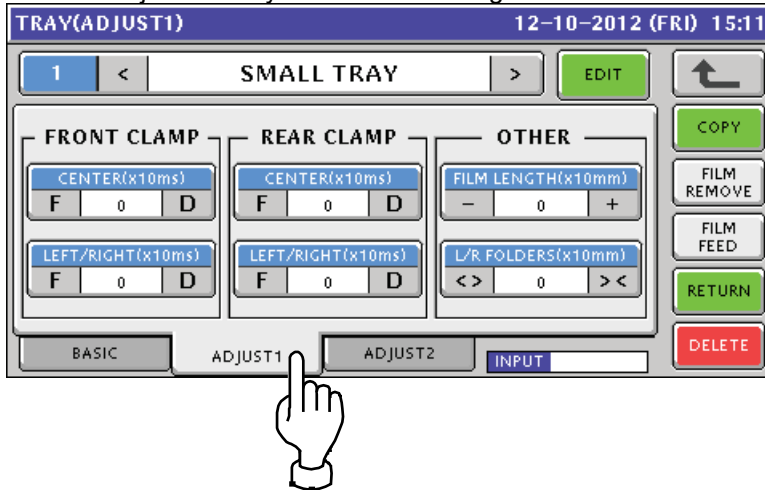 TRAY(ADJUST1) 12-10-2012 (FRI) 15:11
1 < SMALL TRAY > EDIT
FRONT CLAMP REAR CLAMP OTHER
COPY
CENTER(x10ms) CENTER(x10ms) FILM LENGTH(x10mm)
F 0 D F 0 D - 0 +
FILM
REMOVE
FILM
FEED
LEFT/RIGHT(x10ms) LEFT/RIGHT(x10ms) L/R FOLDERS(x10mm)
F 0 D F 0 D <> 0 ><
RETURN
BASIC ADJUST1 ADJUST2 INPUT
DELETE